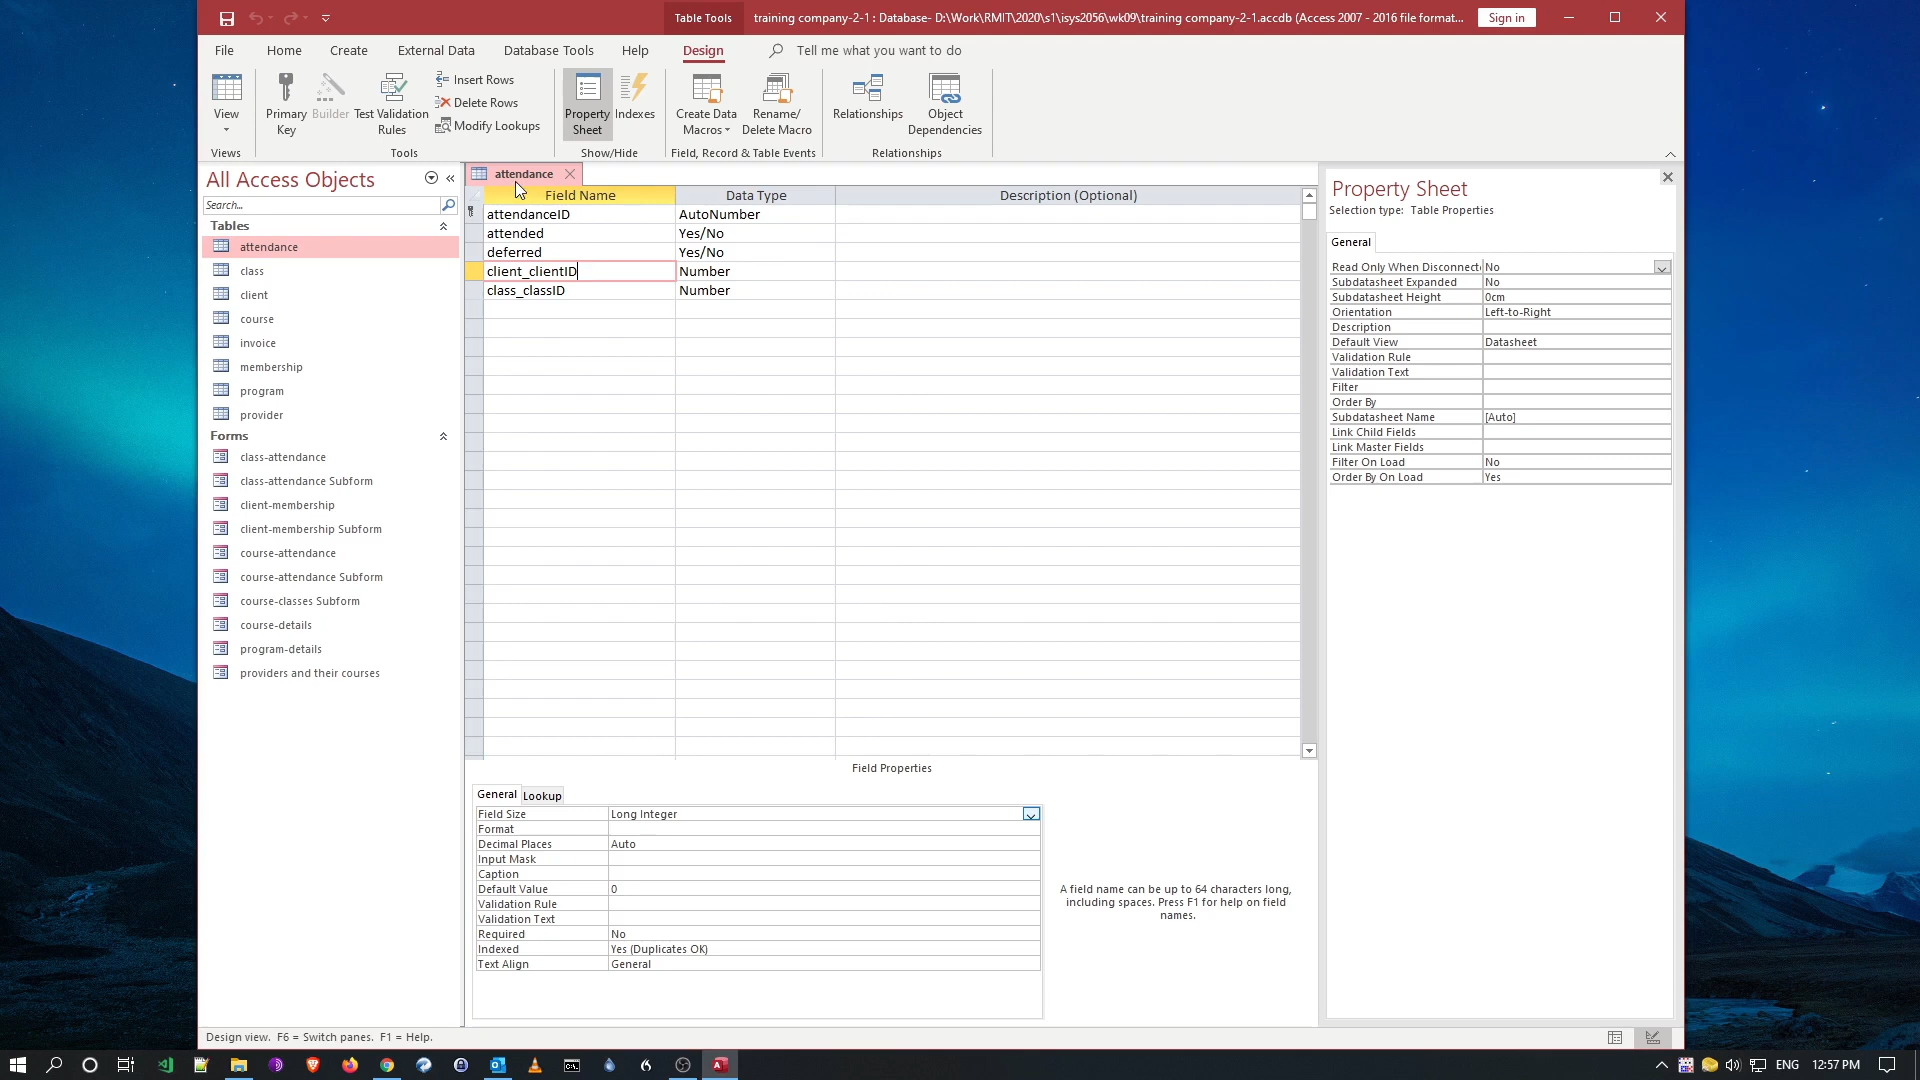 Table Tools
training company-2-1 : Database- D:\Work\RMIT\2020\s1\isys2056\wk09\training company-2-1.accdb (Access 2007 - 2016 file format...
Sign in
File
Home
Create
External Data
Database Tools
Help
Design
Tell me what you want to do
View
Primary Key
Builder
Test Validation Rules
Insert Rows
Delete Rows
Modify Lookups
Property Sheet
Indexes
Create Data Macros
Rename/ Delete Macro
Relationships
Object Dependencies
Views
Tools
Show/Hide
Field, Record & Table Events
Relationships
All Access Objects
Search...
Tables
attendance
class
client
course
invoice
membership
program
provider
Forms
class-attendance
class-attendance Subform
client-membership
client-membership Subform
course-attendance
course-attendance Subform
course-classes Subform
course-details
program-details
providers and their courses
attendance
Field Name Data Type Description (Optional)
attendanceID AutoNumber
attended Yes/No
deferred Yes/No
client_clientID Number
class_classID Number
Field Properties
General Lookup
Field Size Long Integer
Format
Decimal Places Auto
Input Mask
Caption
Default Value 0
Validation Rule
Validation Text
Required No
Indexed Yes (Duplicates OK)
Text Align General
A field name can be up to 64 characters long,
including spaces. Press F1 for help on field
names.
Property Sheet
Selection type: Table Properties
General
Read Only When Disconnect No
Subdatasheet Expanded No
Subdatasheet Height 0cm
Orientation Left-to-Right
Description
Default View Datasheet
Validation Rule
Validation Text
Filter
Order By
Subdatasheet Name [Auto]
Link Child Fields
Link Master Fields
Filter On Load No
Order By On Load Yes
Design view. F6 = Switch panes. F1 = Help.
ENG
12:57 PM